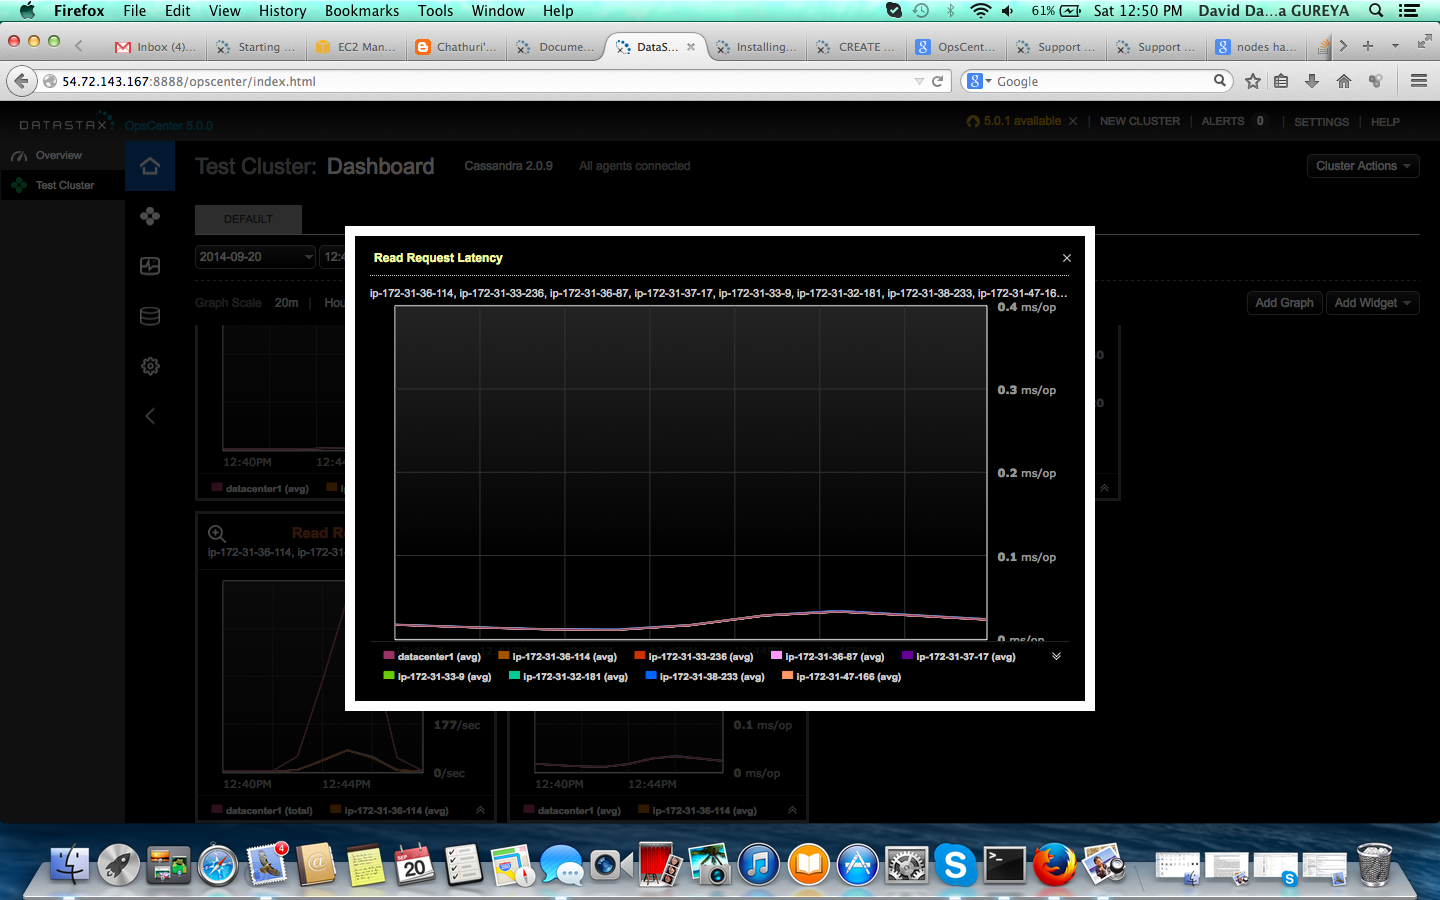 Firefox File Edit View History Bookmarks Tools Window Help 61% Sat 12:50 PM David Da...a GUREYA
Inbox (4)... Starting ... EC2 Man... Chathuri'... Docume... DataS... Installing... CREATE ... OpsCent... Support ... Support ... nodes ha...
54.72.143.167:8888/opscenter/index.html Google
DATASTAX OpsCenter 5.0.0 5.0.1 available NEW CLUSTER ALERTS 0 SETTINGS HELP
Overview
Test Cluster
Test Cluster: Dashboard Cassandra 2.0.9 All agents connected Cluster Actions
DEFAULT
2014-09-20 12:4
Graph Scale 20m Hou
Add Graph Add Widget
Read Request Latency
ip-172-31-36-114, ip-172-31-33-236, ip-172-31-36-87, ip-172-31-37-17, ip-172-31-33-9, ip-172-31-32-181, ip-172-31-38-233, ip-172-31-47-16...
0.4 ms/op
0.3 ms/op
0.2 ms/op
0.1 ms/op
0 ms/op
datacenter1 (avg) ip-172-31-36-114 (avg) ip-172-31-33-236 (avg) ip-172-31-36-87 (avg) ip-172-31-37-17 (avg)
ip-172-31-33-9 (avg) ip-172-31-32-181 (avg) ip-172-31-38-233 (avg) ip-172-31-47-166 (avg)
12:40PM 12:44
datacenter1 (avg)
Read R
ip-172-31-36-114, ip-172-31
177/sec
0/sec
12:40PM 12:44PM
datacenter1 (total) ip-172-31-36-114 (avg)
0.1 ms/op
0 ms/op
12:40PM 12:44PM
datacenter1 (avg) ip-172-31-36-114 (avg)
4
SEP
20